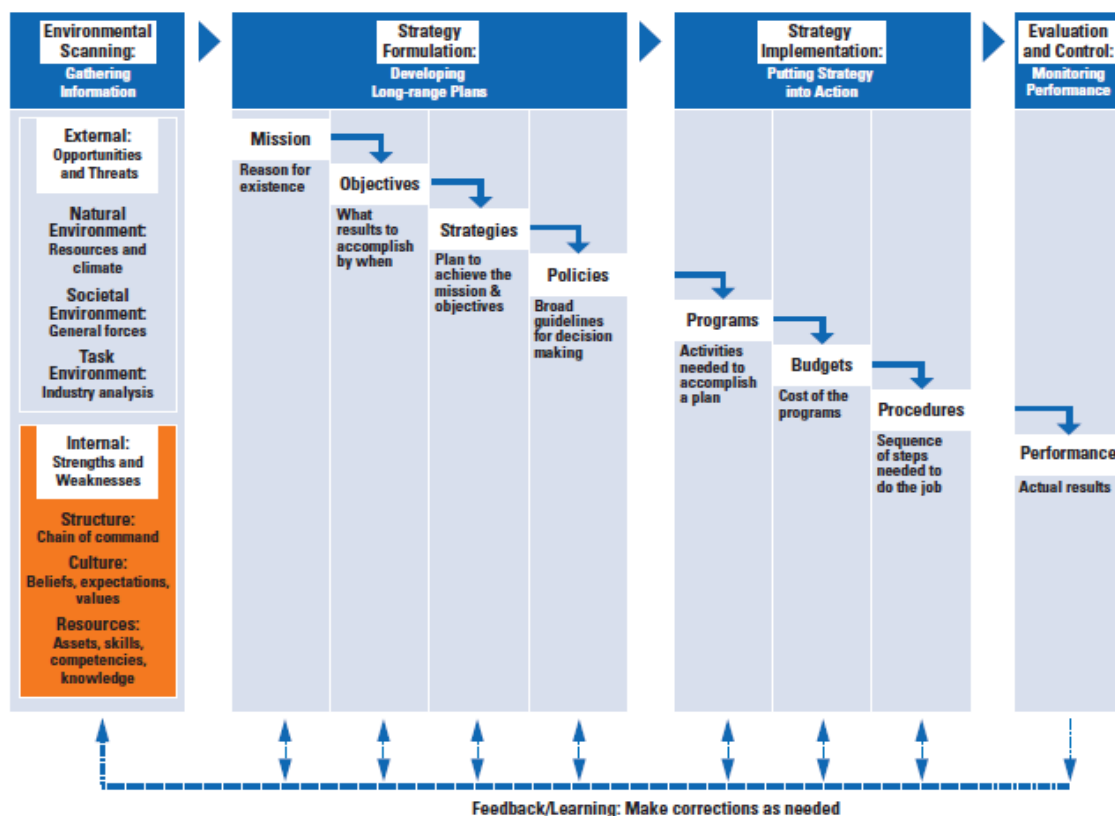 Environmental
Scanning:
Gathering
Information
External:
Opportunities
and Threats
Natural
Environment:
Resources and
climate
Societal
Environment:
General forces
Task
Environment:
Industry analysis
Internal:
Strengths and
Weaknesses
Structure:
Chain of command
Culture:
Beliefs, expectations,
values
Resources:
Assets, skills,
competencies,
knowledge
Strategy
Formulation:
Developing
Long-range Plans
Mission
Reason for
existence
Objectives
What
results to
accomplish
by when
Strategies
Plan to
achieve the
mission &
objectives
Policies
Broad
guidelines
for decision
making
Strategy
Implementation:
Putting Strategy
into Action
Programs
Activities
needed to
accomplish
a plan
Budgets
Cost of the
programs
Procedures
Sequence
of steps
needed to
do the job
Evaluation
and Control:
Monitoring
Performance
Performance
Actual results
Feedback/Learning: Make corrections as needed